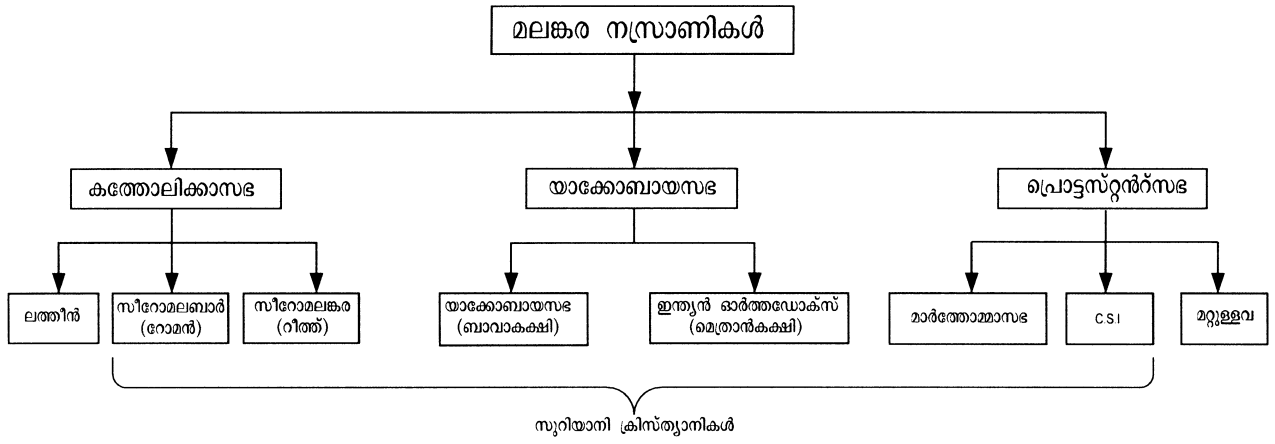 മലങ്കര നസ്രാണികൾ
കത്തോലിക്കാസഭ
യാക്കോബായസഭ
പ്രൊട്ടസ്റ്റൻറ്സഭ
ലത്തീൻ
സീറോമലബാർ
(റോമൻ)
സീറോമലങ്കര
(റീത്ത്)
യാക്കോബായസഭ
(ബാവാകക്ഷി)
ഇന്ത്യൻ ഓർത്തഡോക്സ്
(മെത്രാൻകക്ഷി)
മാർത്തോമ്മാസഭ
C.S.I
മറ്റുള്ളവ
സുറിയാനി ക്രിസ്ത്യാനികൾ